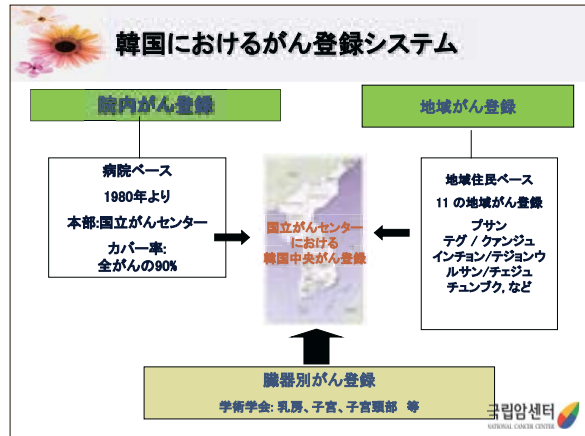 韓国におけるがん登録システム
院内がん登録
病院ベース
1980年より
本部:国立がんセンター
カバー率:
全がんの90%
国立がんセンター
における
韓国中央がん登録
地域がん登録
地域住民ベース
11 の地域がん登録
プサン
テグ / クァンジュ
インチョン/テジョンウ
ルサン/チェジュ
チュンブク, など
臓器別がん登録
学術学会: 乳房、子宮、子宮頸部 等
국립암센터
NATIONAL CANCER CENTER